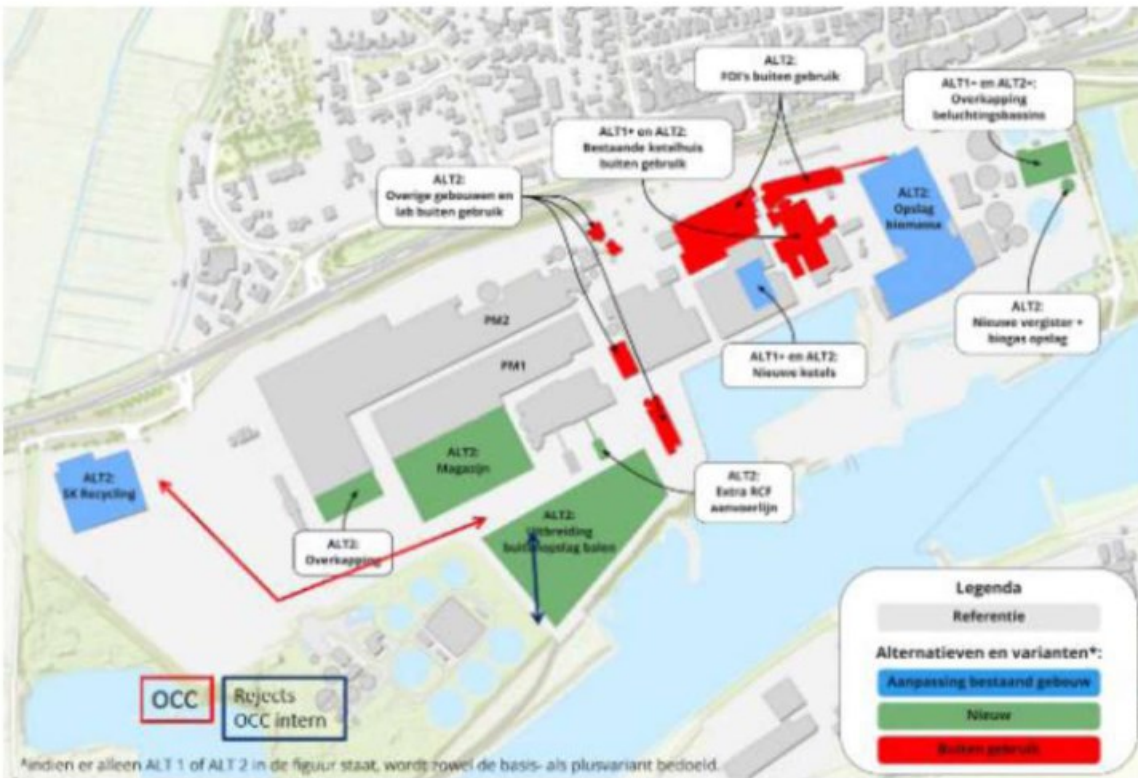 ALT2:
FDI's buiten gebruik
ALT1+ en ALT2+:
Overkapping
beluchtingsbassins
ALT1+ en ALT2:
Bestaande ketelhuis
buiten gebruik
ALT2:
Overige gebouwen en
lab buiten gebruik
ALT2:
Opslag
biomassa
ALT2:
Nieuwe vergister +
biogas opslag
PM2
PM1
ALT1+ en ALT2:
Nieuwe ketels
ALT2:
Magazijn
ALT2:
SK Recycling
ALT2:
Extra RCF
aanvoerlijn
ALT2:
Uitbreiding
buitenopslag balen
ALT2:
Overkapping
Legenda
Referentie
Alternatieven en varianten*:
Aanpassing bestaand gebouw
Nieuw
Buiten gebruik
OCC
Rejects
OCC intern
*indien er alleen ALT 1 of ALT 2 in de figuur staat, wordt zowel de basis- als plusvariant bedoeld.